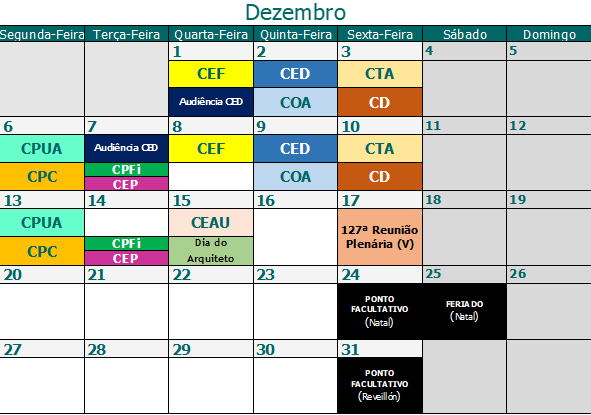 Dezembro
Segunda-Feira Terça-Feira Quarta-Feira Quinta-Feira Sexta-Feira Sábado Domingo
1 2 3 4 5
CEF CED CTA
Audiência CED COA CD
6 7 8 9 10 11 12
CPUA Audiência CED CEF CED CTA
CPC CPFi COA CD
CEP
13 14 15 16 17 18 19
CPUA CEAU 127ª Reunião
Plenária (V)
CPC CPFi Dia do
CEP Arquiteto
20 21 22 23 24 25 26
PONTO FERIADO
FACULTATIVO (Natal)
(Natal)
27 28 29 30 31
PONTO
FACULTATIVO
(Reveillón)